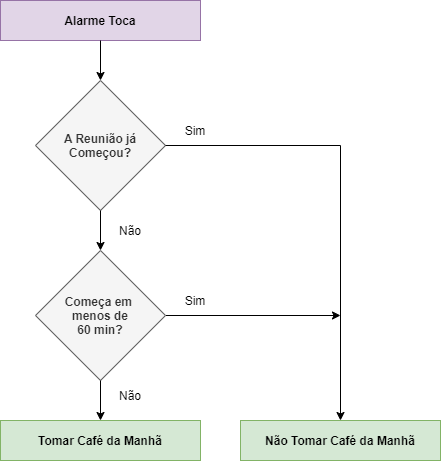 Alarme Toca
A Reunião já
Começou?
Sim
Não
Começa em
menos de
60 min?
Sim
Não
Tomar Café da Manhã
Não Tomar Café da Manhã